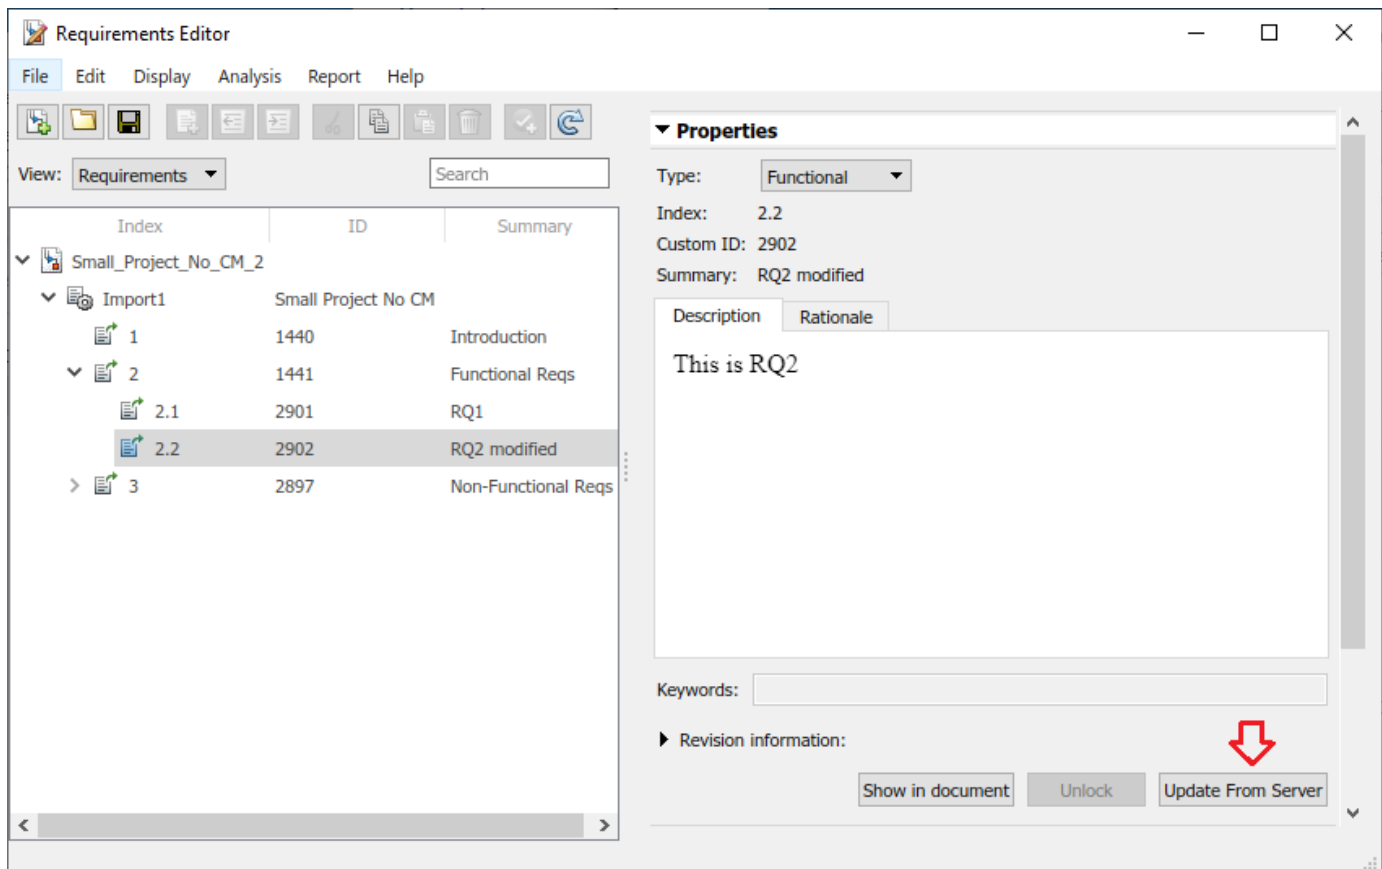 Requirements Editor
File Edit Display Analysis Report Help
View: Requirements Search
Index ID Summary
Small_Project_No_CM_2
Import1 Small Project No CM
1 1440 Introduction
2 1441 Functional Reqs
2.1 2901 RQ1
2.2 2902 RQ2 modified
3 2897 Non-Functional Reqs
Properties
Type: Functional
Index: 2.2
Custom ID: 2902
Summary: RQ2 modified
Description Rationale
This is RQ2
Keywords:
Revision information:
Show in document Unlock Update From Server